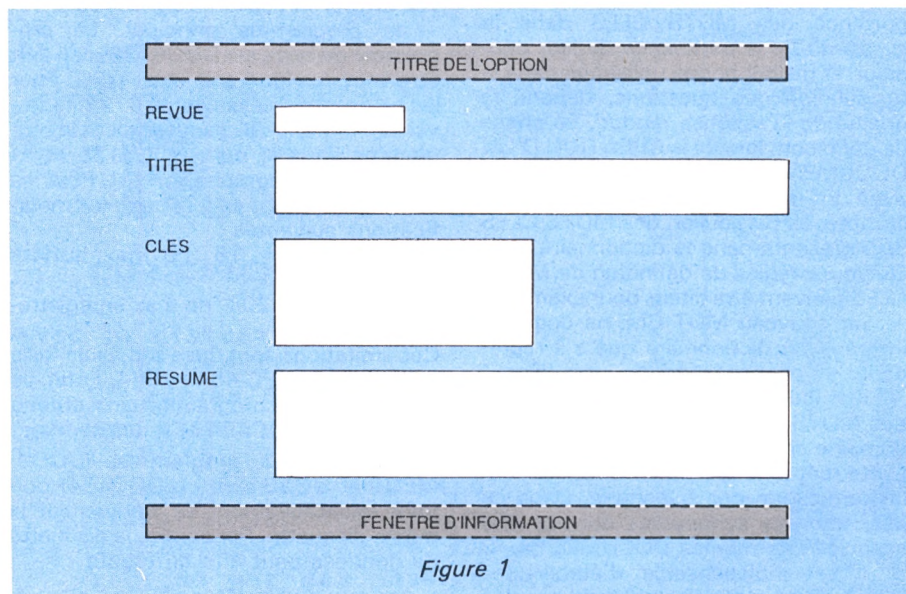 TITRE DE L'OPTION
REVUE
TITRE
CLES
RESUME
FENETRE D'INFORMATION
Figure 1